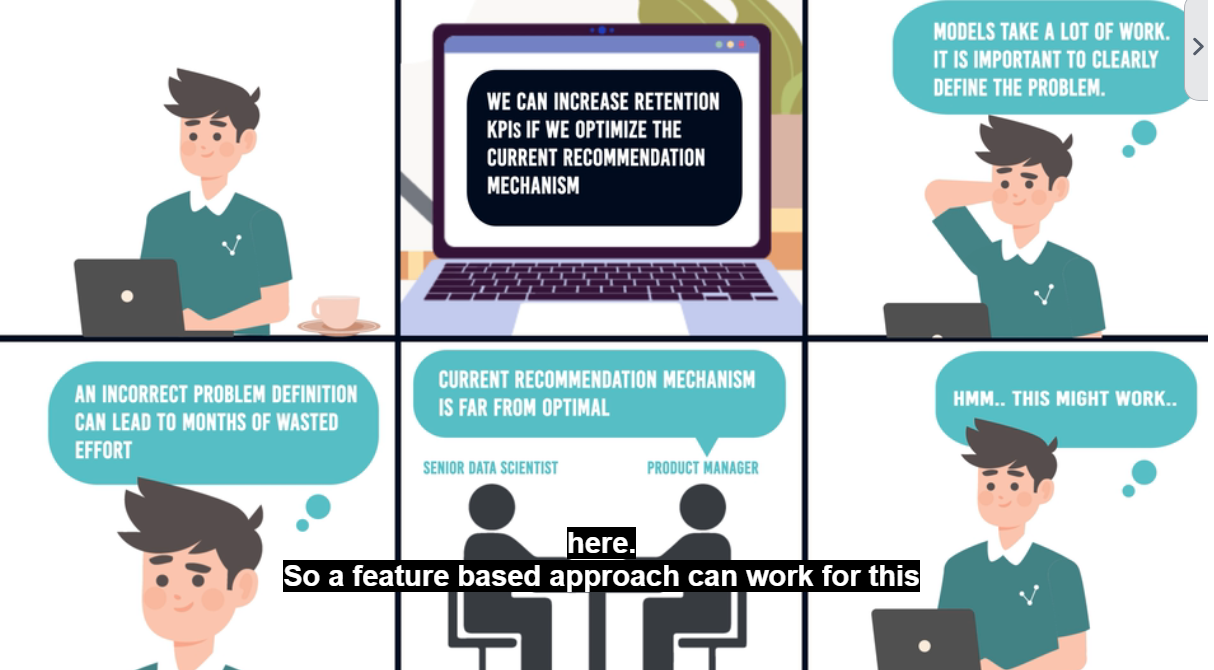 WE CAN INCREASE RETENTION
KPIs IF WE OPTIMIZE THE
CURRENT RECOMMENDATION
MECHANISM
MODELS TAKE A LOT OF WORK.
IT IS IMPORTANT TO CLEARLY
DEFINE THE PROBLEM.
AN INCORRECT PROBLEM DEFINITION
CAN LEAD TO MONTHS OF WASTED
EFFORT
CURRENT RECOMMENDATION MECHANISM
IS FAR FROM OPTIMAL
SENIOR DATA SCIENTIST
PRODUCT MANAGER
HMM.. THIS MIGHT WORK..
here.
So a feature based approach can work for this